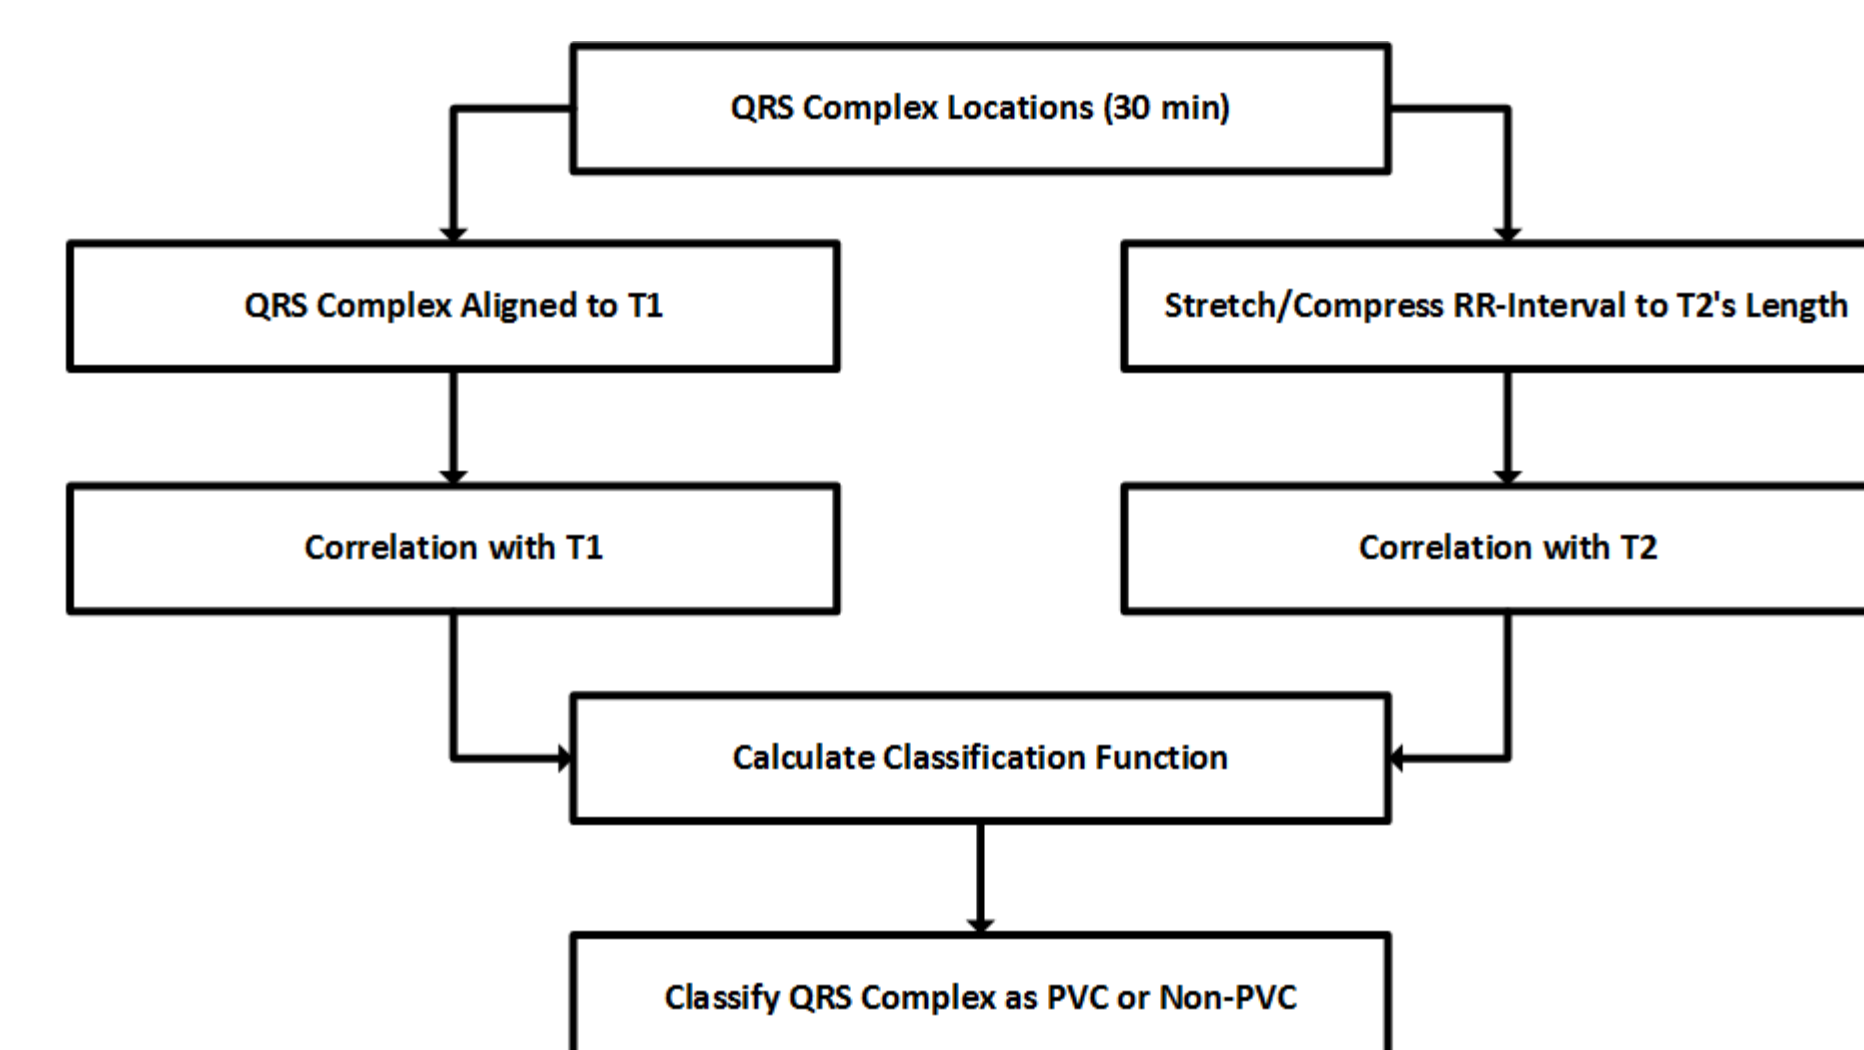 QRS Complex Locations (30 min)
QRS Complex Aligned to T1
Stretch/Compress RR-Interval to T2's Length
Correlation with T1
Correlation with T2
Calculate Classification Function
Classify QRS Complex as PVC or Non-PVC